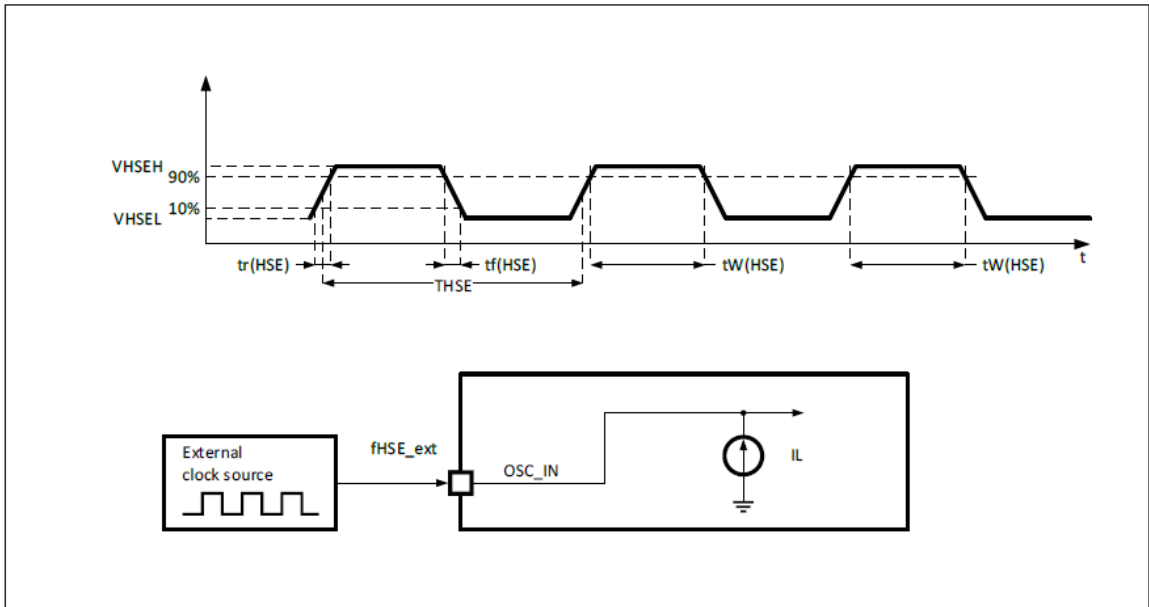 VHSEH
90%
10%
VHSEL
tr(HSE)
tf(HSE)
tW(HSE)
tW(HSE)
t
THSE
External
clock source
fHSE_ext
OSC_IN
IL